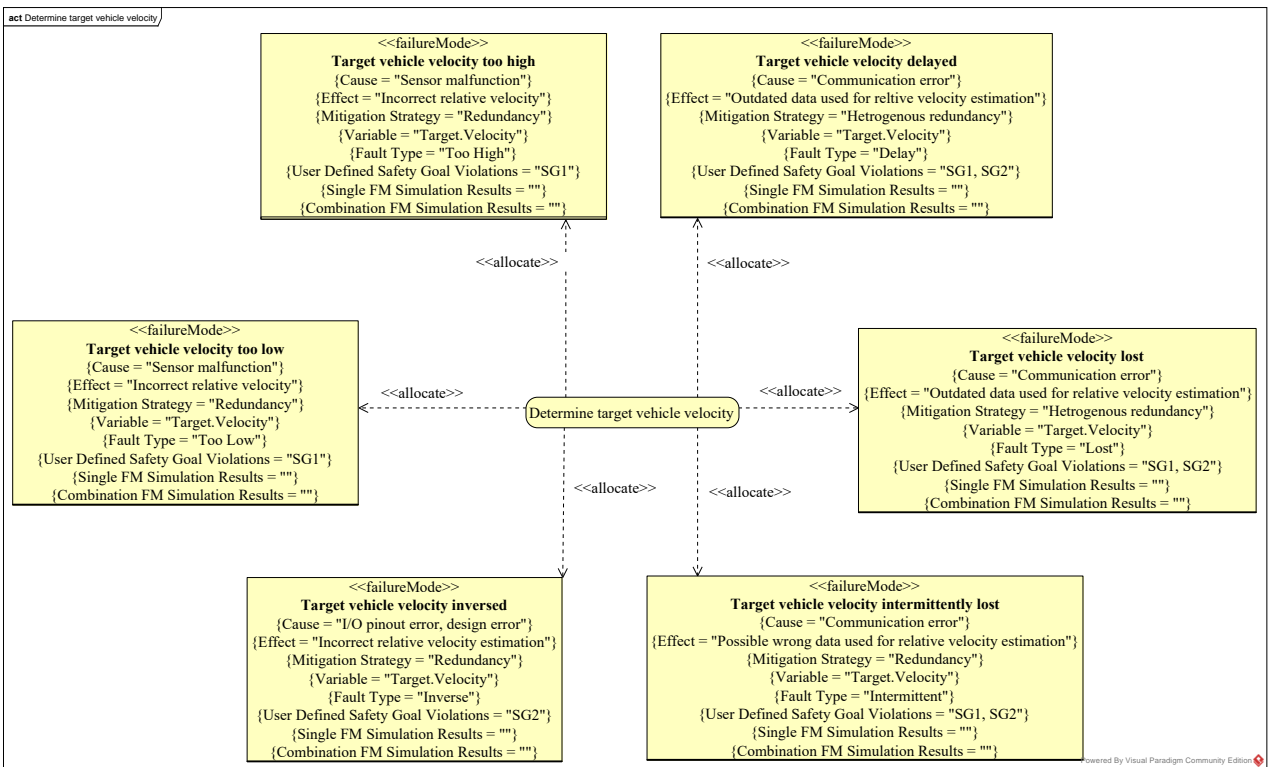 act Determine target vehicle velocity
<<failureMode>>
Target vehicle velocity too high
{Cause = "Sensor malfunction"}
{Effect = "Incorrect relative velocity"}
{Mitigation Strategy = "Redundancy"}
{Variable = "Target.Velocity"}
{Fault Type = "Too High"}
{User Defined Safety Goal Violations = "SG1"}
{Single FM Simulation Results = ""}
{Combination FM Simulation Results = ""}
<<failureMode>>
Target vehicle velocity delayed
{Cause = "Communication error"}
{Effect = "Outdated data used for reltive velocity estimation"}
{Mitigation Strategy = "Hetrogenous redundancy"}
{Variable = "Target.Velocity"}
{Fault Type = "Delay"}
{User Defined Safety Goal Violations = "SG1, SG2"}
{Single FM Simulation Results = ""}
{Combination FM Simulation Results = ""}
<<allocate>>
<<allocate>>
<<failureMode>>
Target vehicle velocity too low
{Cause = "Sensor malfunction"}
{Effect = "Incorrect relative velocity"}
{Mitigation Strategy = "Redundancy"}
{Variable = "Target.Velocity"}
{Fault Type = "Too Low"}
{User Defined Safety Goal Violations = "SG1"}
{Single FM Simulation Results = ""}
{Combination FM Simulation Results = ""}
<<allocate>>
Determine target vehicle velocity
<<allocate>>
<<failureMode>>
Target vehicle velocity lost
{Cause = "Communication error"}
{Effect = "Outdated data used for relative velocity estimation"}
{Mitigation Strategy = "Hetrogenous redundancy"}
{Variable = "Target.Velocity"}
{Fault Type = "Lost"}
{User Defined Safety Goal Violations = "SG1, SG2"}
{Single FM Simulation Results = ""}
{Combination FM Simulation Results = ""}
<<allocate>>
<<allocate>>
<<failureMode>>
Target vehicle velocity inversed
{Cause = "I/O pinout error, design error"}
{Effect = "Incorrect relative velocity estimation"}
{Mitigation Strategy = "Redundancy"}
{Variable = "Target.Velocity"}
{Fault Type = "Inverse"}
{User Defined Safety Goal Violations = "SG2"}
{Single FM Simulation Results = ""}
{Combination FM Simulation Results = ""}
<<failureMode>>
Target vehicle velocity intermittently lost
{Cause = "Communication error"}
{Effect = "Possible wrong data used for relative velocity estimation"}
{Mitigation Strategy = "Redundancy"}
{Variable = "Target.Velocity"}
{Fault Type = "Intermittent"}
{User Defined Safety Goal Violations = "SG1, SG2"}
{Single FM Simulation Results = ""}
{Combination FM Simulation Results = ""}
Powered By Visual Paradigm Community Edition